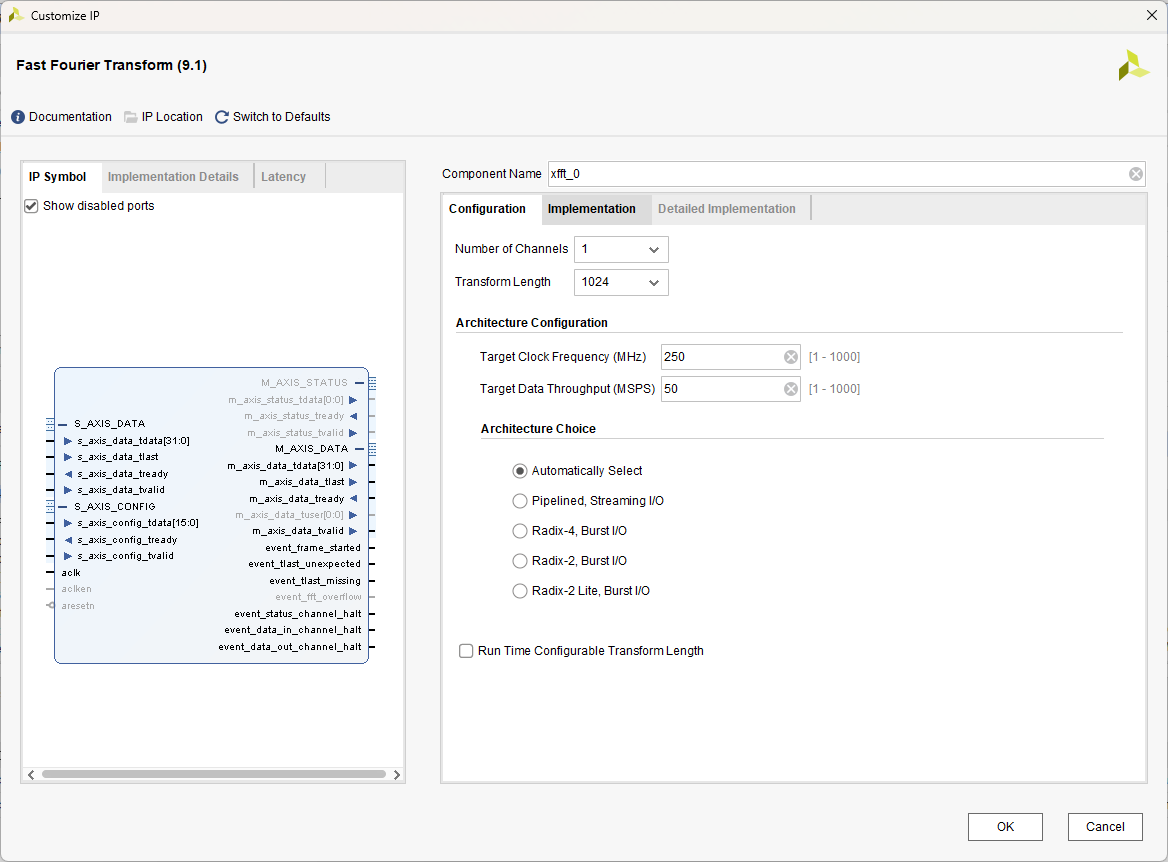 Customize IP
Fast Fourier Transform (9.1)
Documentation IP Location Switch to Defaults
IP Symbol Implementation Details Latency
Show disabled ports
M_AXIS_STATUS
m_axis_status_tdata[0:0]
m_axis_status_tready
m_axis_status_tvalid
S_AXIS_DATA
s_axis_data_tdata[31:0]
s_axis_data_tlast
s_axis_data_tready
s_axis_data_tvalid
S_AXIS_CONFIG
s_axis_config_tdata[15:0]
s_axis_config_tready
s_axis_config_tvalid
aclk
aclken
aresetn
M_AXIS_DATA
m_axis_data_tdata[31:0]
m_axis_data_tlast
m_axis_data_tready
m_axis_data_tuser[0:0]
m_axis_data_tvalid
event_frame_started
event_tlast_unexpected
event_tlast_missing
event_fft_overflow
event_status_channel_halt
event_data_in_channel_halt
event_data_out_channel_halt
Component Name xfft_0
Configuration Implementation Detailed Implementation
Number of Channels 1
Transform Length 1024
Architecture Configuration
Target Clock Frequency (MHz) 250 [1 - 1000]
Target Data Throughput (MSPS) 50 [1 - 1000]
Architecture Choice
Automatically Select
Pipelined, Streaming I/O
Radix-4, Burst I/O
Radix-2, Burst I/O
Radix-2 Lite, Burst I/O
Run Time Configurable Transform Length
OK Cancel